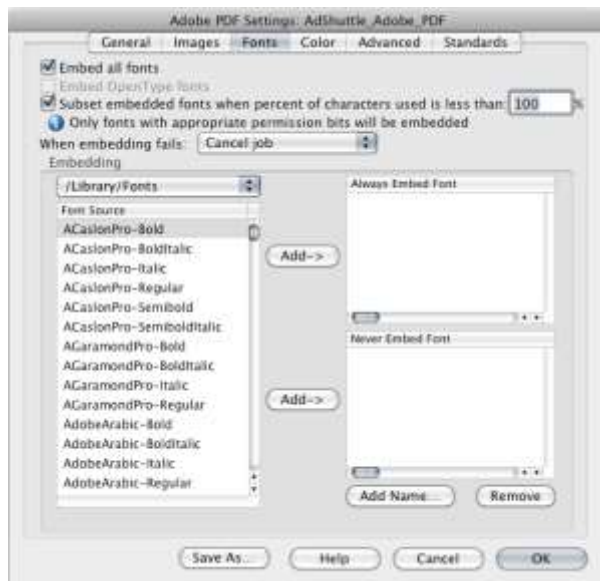 Adobe PDF Settings: AdShuttle_Adobe_PDF
General Images Fonts Color Advanced Standards
Embed all fonts
Embed OpenType fonts
Subset embedded fonts when percent of characters used is less than: 100 %
Only fonts with appropriate permission bits will be embedded
When embedding fails: Cancel job
Embedding
/Library/Fonts
Font Source
ACaslonPro-Bold
ACaslonPro-BoldItalic
ACaslonPro-Italic
ACaslonPro-Regular
ACaslonPro-Semibold
ACaslonPro-SemiboldItalic
AGaramondPro-Bold
AGaramondPro-BoldItalic
AGaramondPro-Italic
AGaramondPro-Regular
AdobeArabic-Bold
AdobeArabic-BoldItalic
AdobeArabic-Italic
AdobeArabic-Regular
Add->
Add->
Always Embed Font
Never Embed Font
Add Name... Remove
Save As... Help Cancel OK